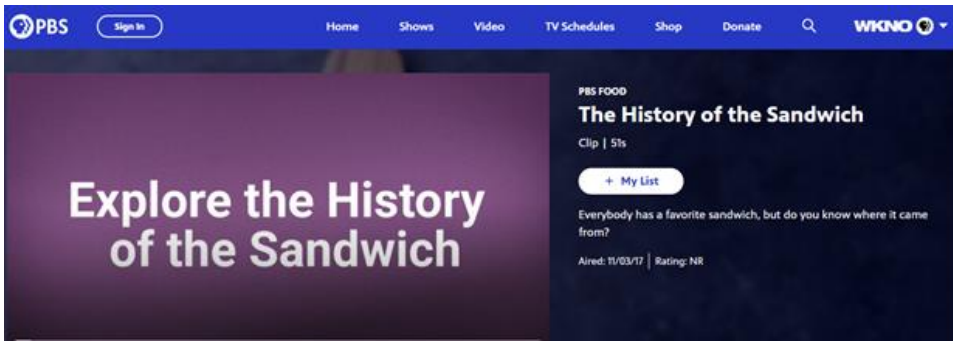 PBS Sign In Home Shows Video TV Schedules Shop Donate WKNO
Explore the History
of the Sandwich
PBS FOOD
The History of the Sandwich
Clip | 51s
+ My List
Everybody has a favorite sandwich, but do you know where it came
from?
Aired: 11/03/17 | Rating: NR